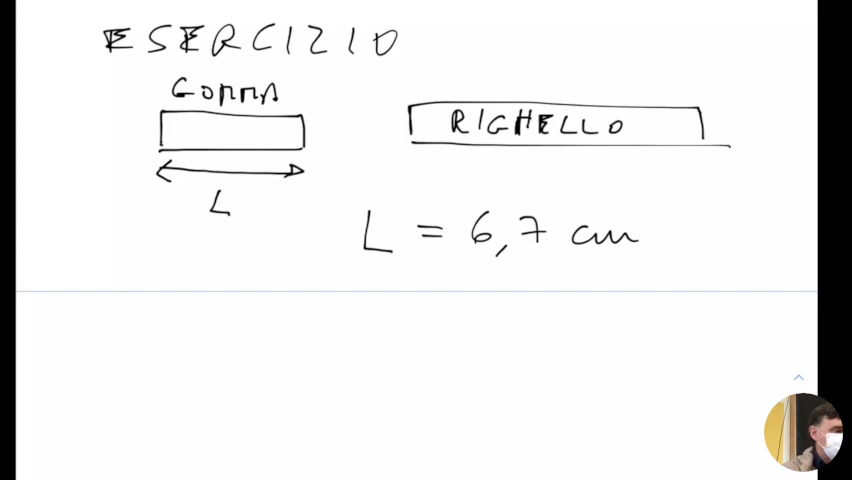 ESERCIZIO
GOMMA
RIGHELLO
L
L = 6,7 cm